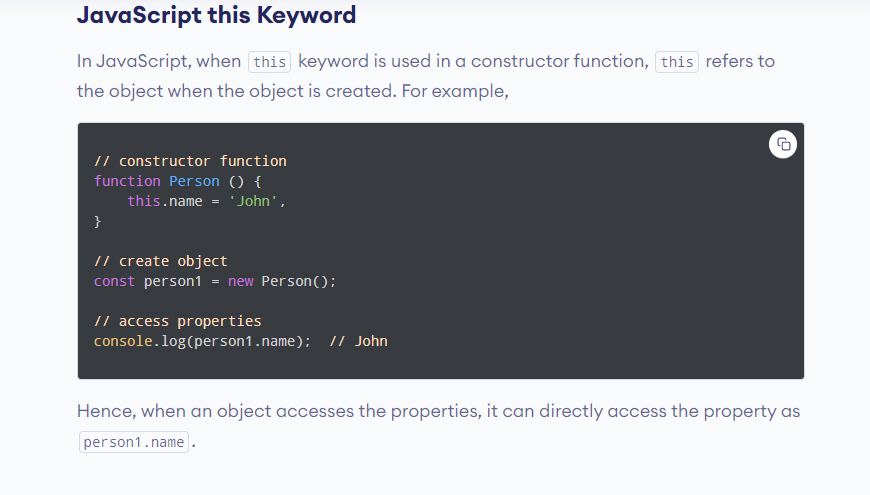 JavaScript this Keyword
In JavaScript, when this keyword is used in a constructor function, this refers to
the object when the object is created. For example,
// constructor function
function Person () {
    this.name = 'John',
}
// create object
const person1 = new Person();
// access properties
console.log(person1.name);  // John
Hence, when an object accesses the properties, it can directly access the property as
person1.name.